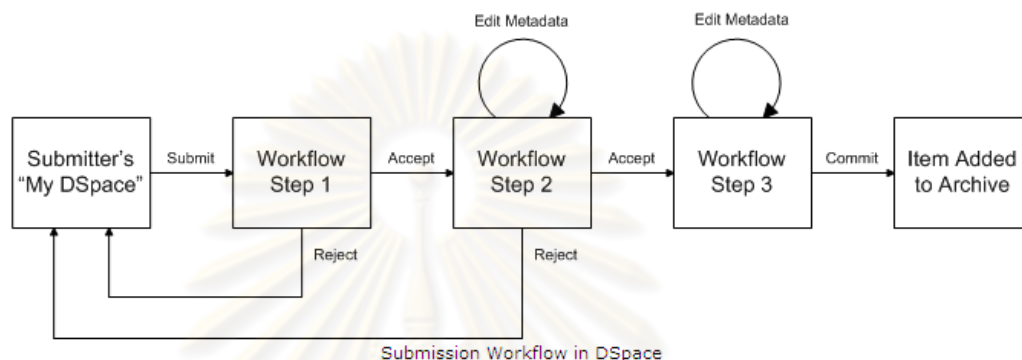 Edit Metadata
Edit Metadata
Submitter's
“My DSpace”
Submit
Workflow
Step 1
Accept
Workflow
Step 2
Accept
Workflow
Step 3
Commit
Item Added
to Archive
Reject
Reject
Submission Workflow in DSpace